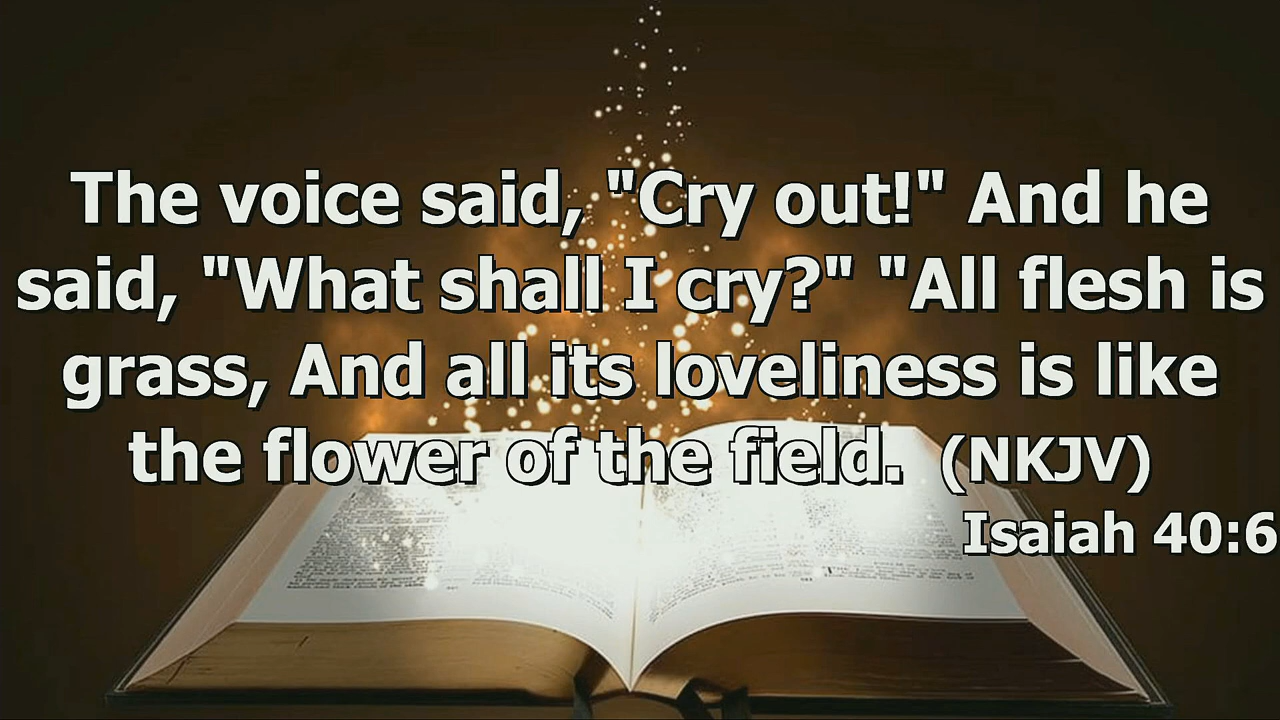 The voice said, "Cry out!" And he
said, "What shall I cry?" "All flesh is
grass, And all its loveliness is like
the flower of the field.  (NKJV)
Isaiah 40:6